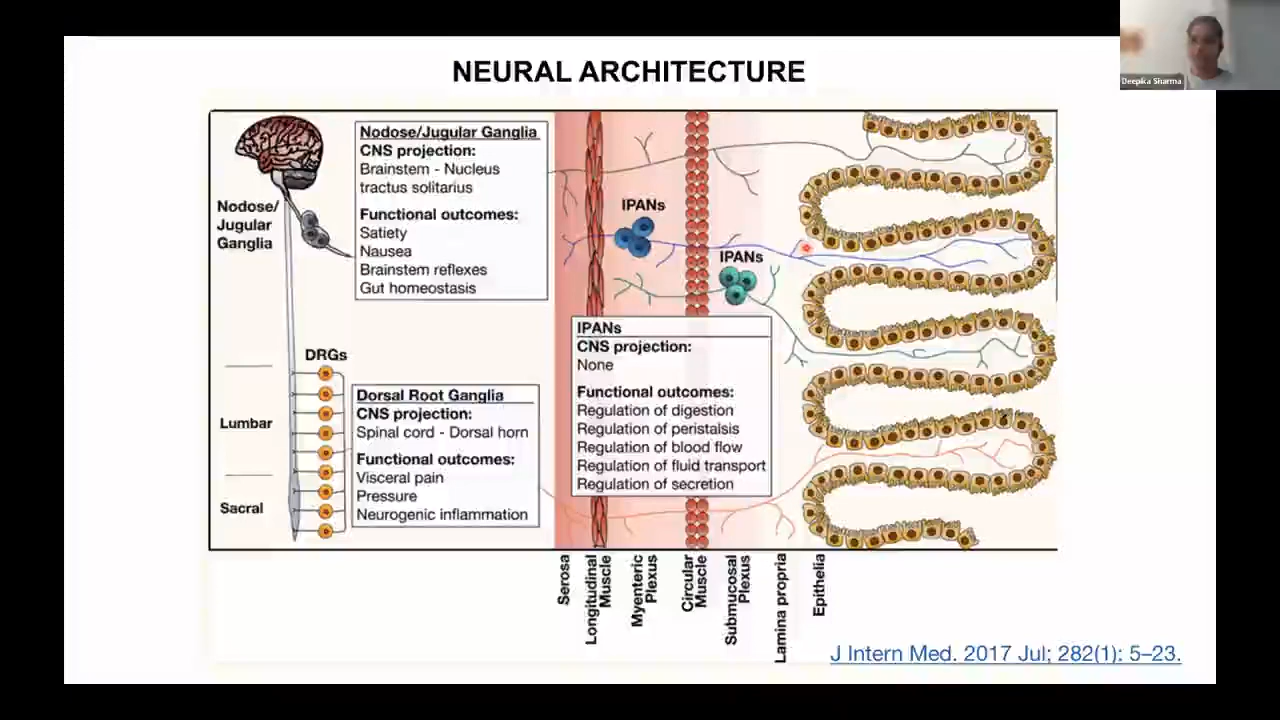 NEURAL ARCHITECTURE
Deepika Sharma
Nodose/
Jugular
Ganglia
Nodose/Jugular Ganglia
CNS projection:
Brainstem - Nucleus
tractus solitarius
Functional outcomes:
Satiety
Nausea
Brainstem reflexes
Gut homeostasis
IPANs
IPANs
DRGs
Lumbar
Sacral
Dorsal Root Ganglia
CNS projection:
Spinal cord - Dorsal horn
Functional outcomes:
Visceral pain
Pressure
Neurogenic inflammation
IPANs
CNS projection:
None
Functional outcomes:
Regulation of digestion
Regulation of peristalsis
Regulation of blood flow
Regulation of fluid transport
Regulation of secretion
Serosa
Longitudinal
Muscle
Myenteric
Plexus
Circular
Muscle
Submucosal
Plexus
Lamina propria
Epithelia
J Intern Med. 2017 Jul; 282(1): 5–23.